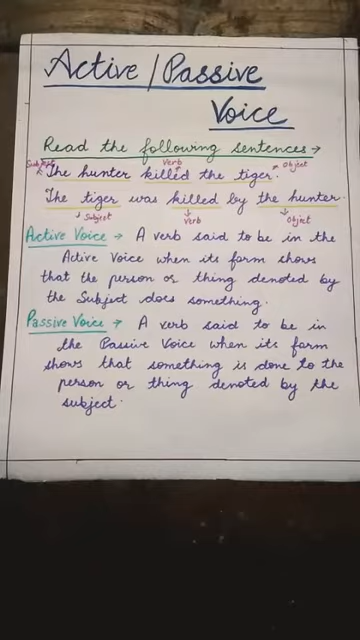 Active / Passive
Voice
Read the following sentences →
Subject Verb Object
The hunter killed the tiger.
The tiger was killed by the hunter.
Subject Verb Object
Active Voice → A verb said to be in the
Active Voice when its form shows
that the person or thing denoted by
the Subject does something.
Passive Voice → A verb said to be in
the Passive Voice when its form
shows that something is done to the
person or thing denoted by the
subject.